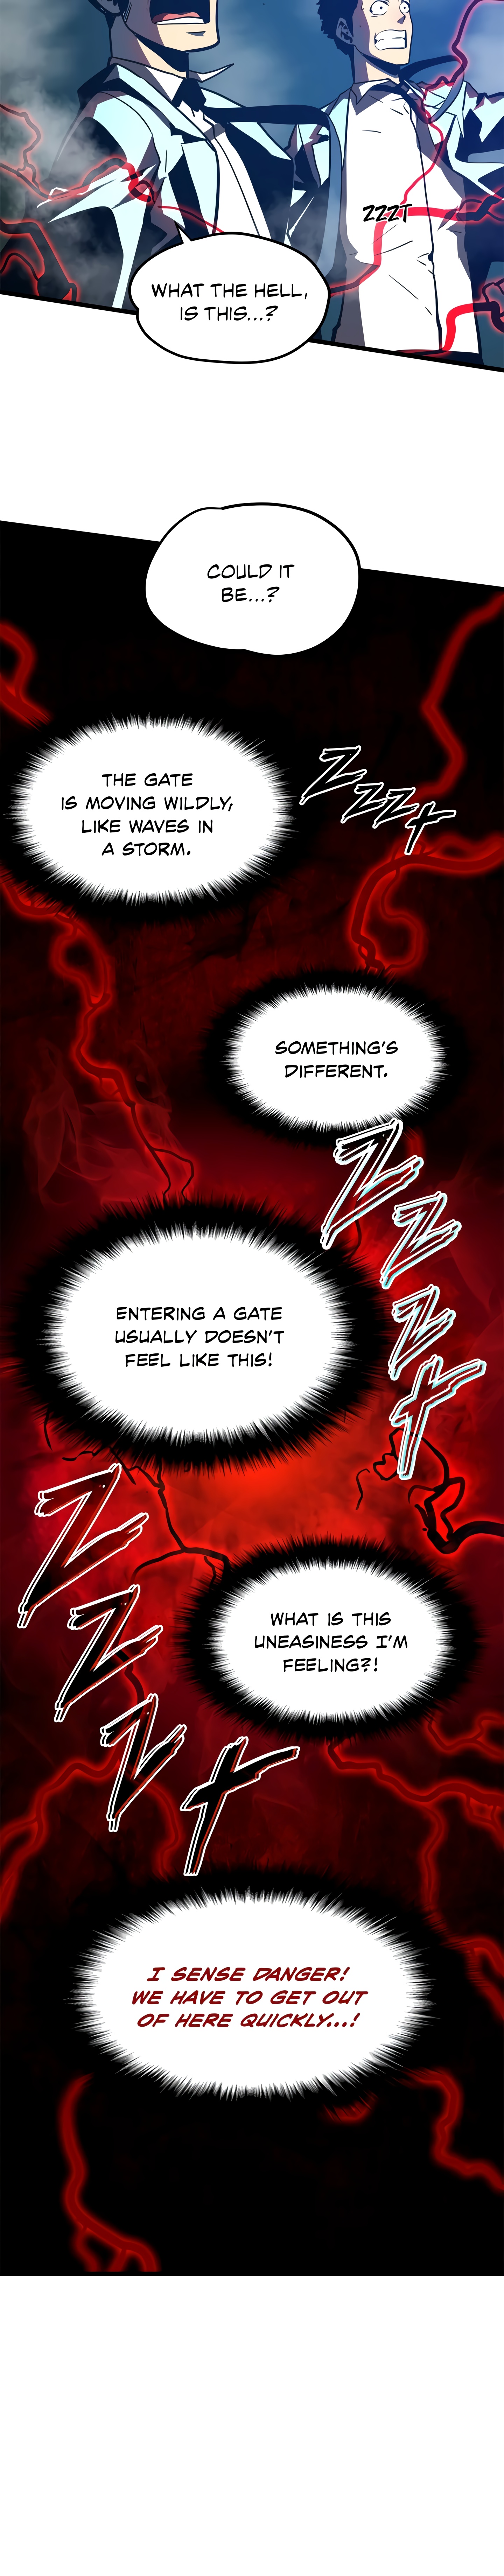 ZZZT
WHAT THE HELL,
IS THIS...?
COULD IT
BE...?
THE GATE
IS MOVING WILDLY,
LIKE WAVES IN
A STORM.
ZZZT
SOMETHING'S
DIFFERENT.
ZZZT
ENTERING A GATE
USUALLY DOESN'T
FEEL LIKE THIS!
ZZZT
WHAT IS THIS
UNEASINESS I'M
FEELING?!
I SENSE DANGER!
WE HAVE TO GET OUT
OF HERE QUICKLY...!